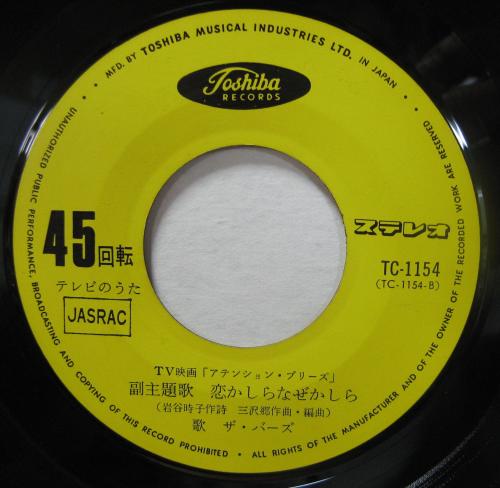 • MFD. BY TOSHIBA MUSICAL INDUSTRIES LTD. IN JAPAN •
Toshiba
RECORDS
UNAUTHORIZED PUBLIC PERFORMANCE, BROADCASTING AND COPYING OF THIS RECORD PROHIBITED • ALL RIGHTS OF THE MANUFACTURER AND OF THE OWNER OF THE RECORDED WORK ARE RESERVED
45回転
ステレオ
テレビのうた
JASRAC
TC-1154
(TC-1154-B)
TV映画「アテンション・プリーズ」
副主題歌 恋かしらなぜかしら
(岩谷時子作詩 三沢郷作曲・編曲)
歌 ザ・バーズ